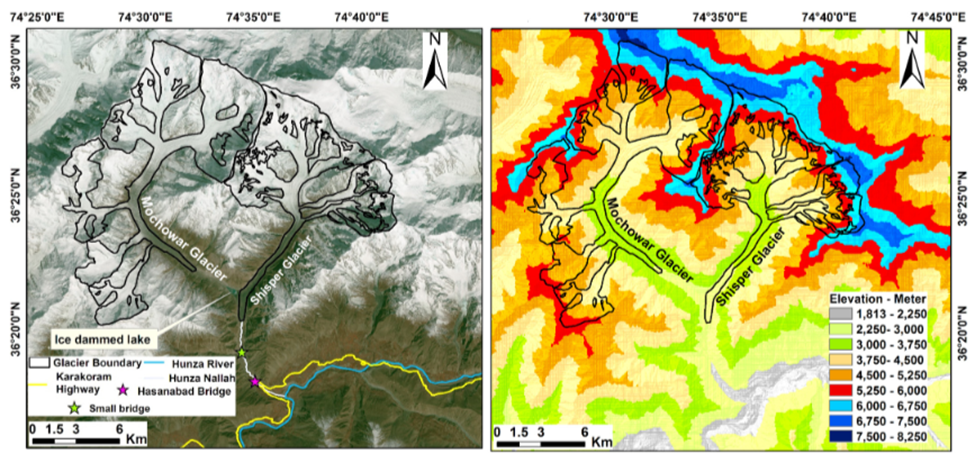 74°25'0"E 74°30'0"E 74°35'0"E 74°40'0"E
36°30'0"N
36°25'0"N
36°20'0"N
N
Mochowar Glacier
Shisper Glacier
Ice dammed lake
Glacier Boundary
Hunza River
Karakoram
Highway
Hunza Nallah
Hasanabad Bridge
Small bridge
0 1.5 3 6
Km
74°30'0"E 74°35'0"E 74°40'0"E 74°45'0"E
36°30'0"N
36°25'0"N
36°20'0"N
N
Mochowar Glacier
Shisper Glacier
Elevation - Meter
1,813 - 2,250
2,250- 3,000
3,000 - 3,750
3,750- 4,500
4,500 - 5,250
5,250 - 6,000
6,000 - 6,750
6,750 - 7,500
7,500 - 8,250
0 1.5 3 6
Km